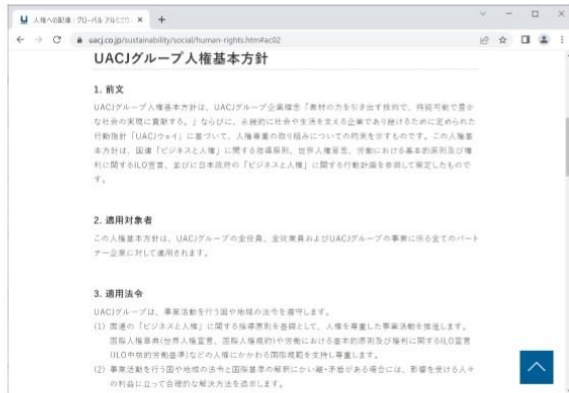 人権への配慮 : グローバル アルミニウ
uacj.co.jp/sustainability/social/human-rights.htm#ac02
UACJグループ人権基本方針
1. 前文
UACJグループ人権基本方針は、UACJグループ企業理念「素材の力を引き出す技術で、持続可能で豊か
な社会の実現に貢献する。」ならびに、永続的に社会や生活を支える企業であり続けるために定められた
行動指針「UACJウェイ」に基づいて、人権尊重の取り組みについての約束を示すものです。この人権基
本方針は、国連「ビジネスと人権」に関する指導原則、世界人権宣言、労働における基本的原則及び権
利に関するILO宣言、並びに日本政府の「ビジネスと人権」に関する行動計画を参照して策定したもので
す。
2. 適用対象者
この人権基本方針は、UACJグループの全役員、全従業員およびUACJグループの事業に係る全てのパート
ナー企業に対して適用されます。
3. 適用法令
UACJグループは、事業活動を行う国や地域の法令を遵守します。
(1) 国連の「ビジネスと人権」に関する指導原則を基礎として、人権を尊重した事業活動を推進します。
国際人権章典(世界人権宣言、国際人権規約)や労働における基本的原則及び権利に関するILO宣言
(ILO中核的労働基準)などの人権にかかわる国際規範を支持し尊重します。
(2) 事業活動を行う国や地域の法令と国際基準の解釈にかい離・矛盾がある場合には、影響を受ける人々
の利益に立って合理的な解決方法を追求します。